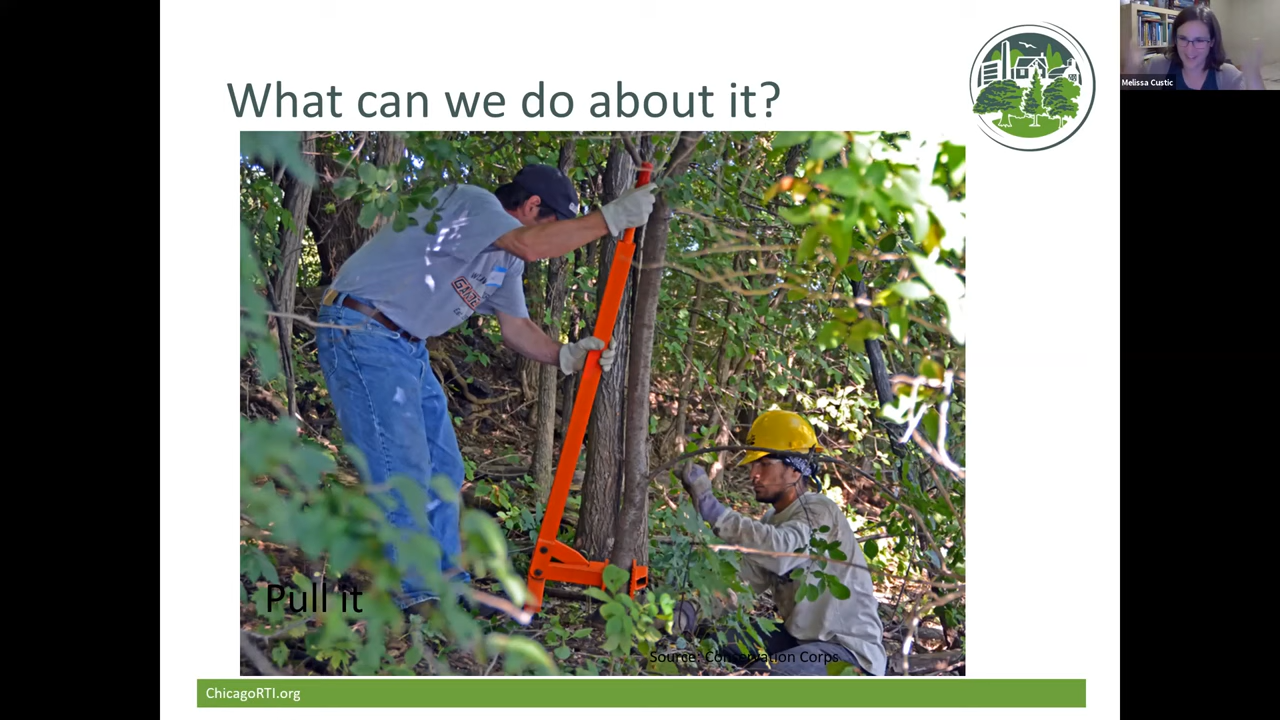 What can we do about it?
Melissa Custic
Pull it
Source: Conservation Corps
ChicagoRTI.org